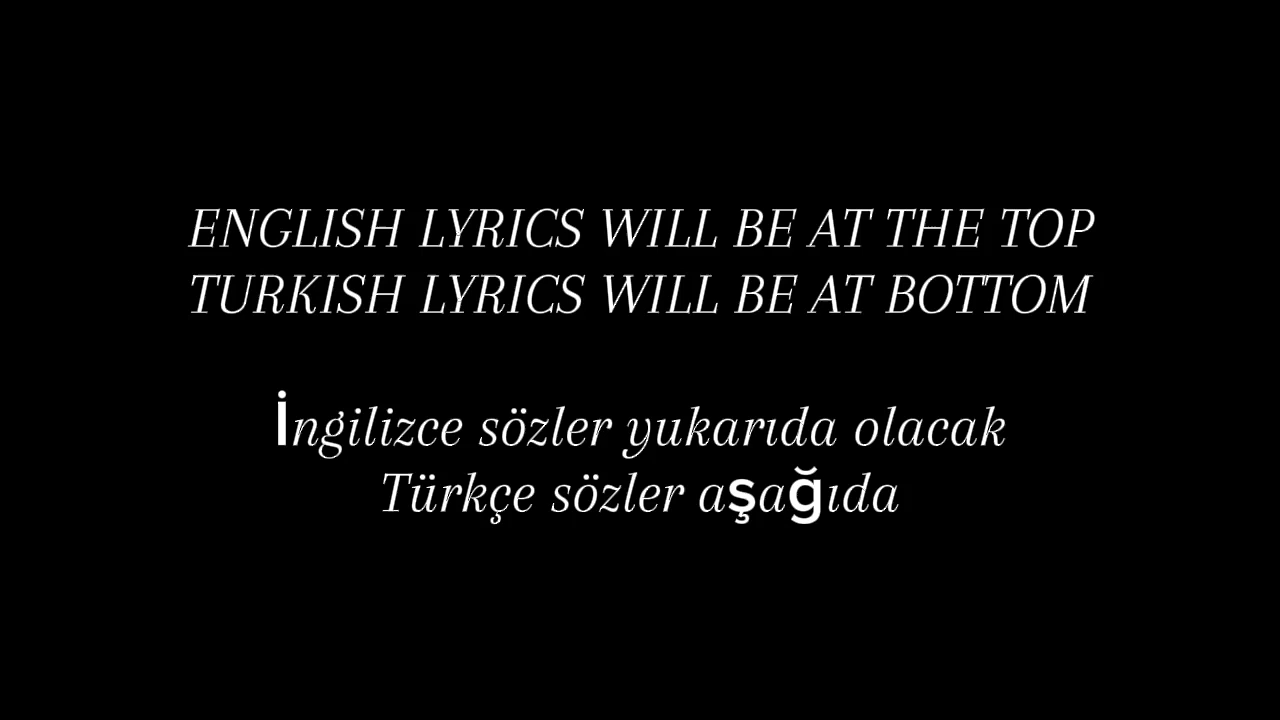 ENGLISH LYRICS WILL BE AT THE TOP
TURKISH LYRICS WILL BE AT BOTTOM
İngilizce sözler yukarıda olacak
Türkçe sözler aşağıda